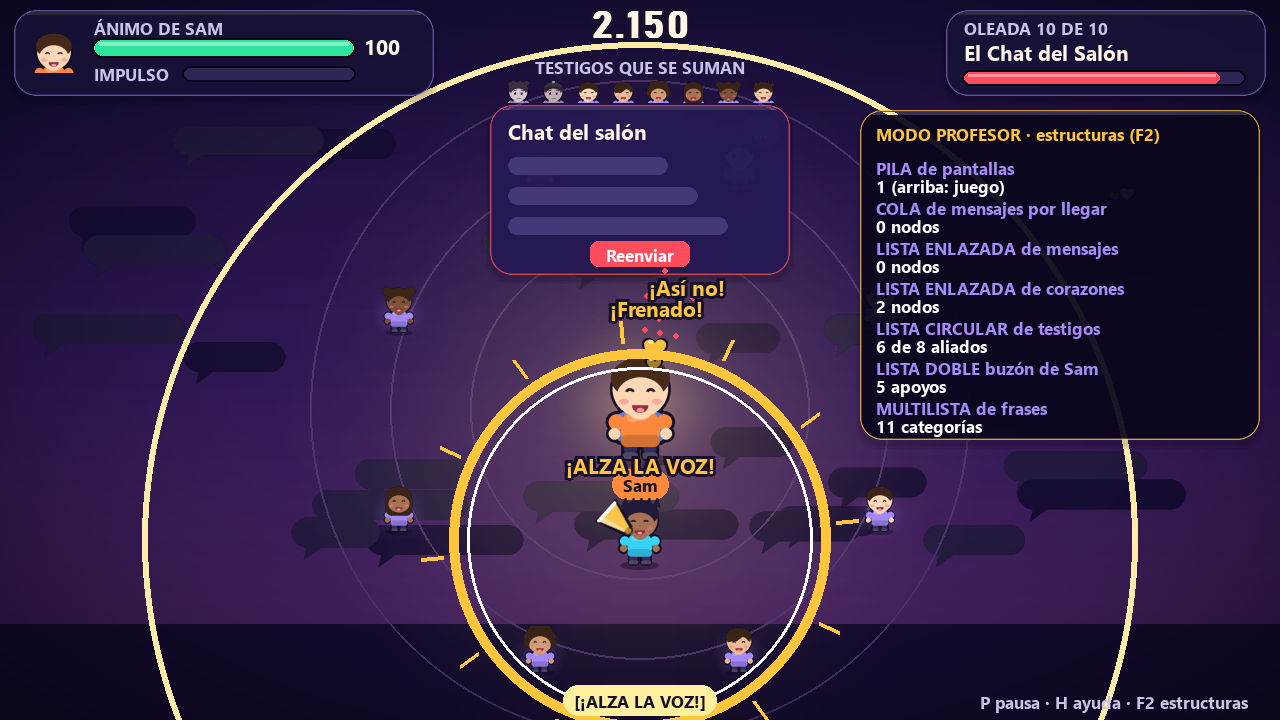 ÁNIMO DE SAM
100
IMPULSO
2.150
TESTIGOS QUE SE SUMAN
OLEADA 10 DE 10
El Chat del Salón
Chat del salón
Reenviar
¡Así no!
¡Frenado!
MODO PROFESOR · estructuras (F2)
PILA de pantallas
1 (arriba: juego)
COLA de mensajes por llegar
0 nodos
LISTA ENLAZADA de mensajes
0 nodos
LISTA ENLAZADA de corazones
2 nodos
LISTA CIRCULAR de testigos
6 de 8 aliados
LISTA DOBLE buzón de Sam
5 apoyos
MULTILISTA de frases
11 categorías
¡ALZA LA VOZ!
Sam
[¡ALZA LA VOZ!]
P pausa · H ayuda · F2 estructuras